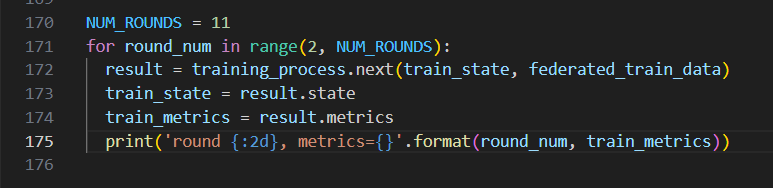 170 NUM_ROUNDS = 11
171 for round_num in range(2, NUM_ROUNDS):
172   result = training_process.next(train_state, federated_train_data)
173   train_state = result.state
174   train_metrics = result.metrics
175   print('round {:2d}, metrics={}'.format(round_num, train_metrics))
176